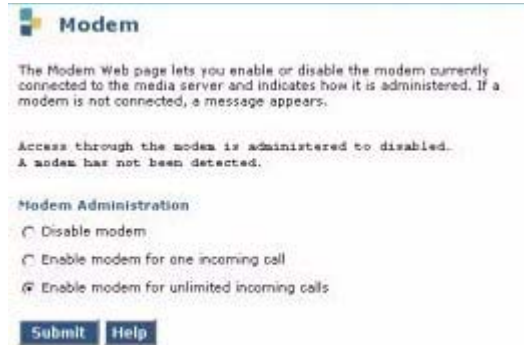 Modem
The Modem Web page lets you enable or disable the modem currently
connected to the media server and indicates how it is administered. If a
modem is not connected, a message appears.
Access through the modem is administered to disabled.
A modem has not been detected.
Modem Administration
Disable modem
Enable modem for one incoming call
Enable modem for unlimited incoming calls
Submit Help